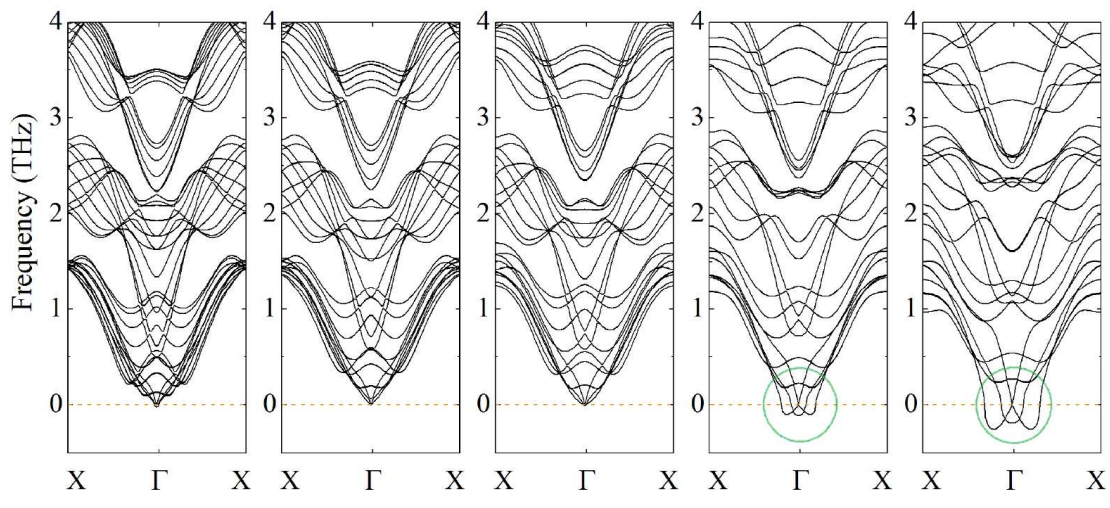 4 4 4 4 4
3 3 3 3 3
2 2 2 2 2
1 1 1 1 1
0 0 0 0 0
Frequency (THz)
X Γ X X Γ X X Γ X X Γ X X Γ X